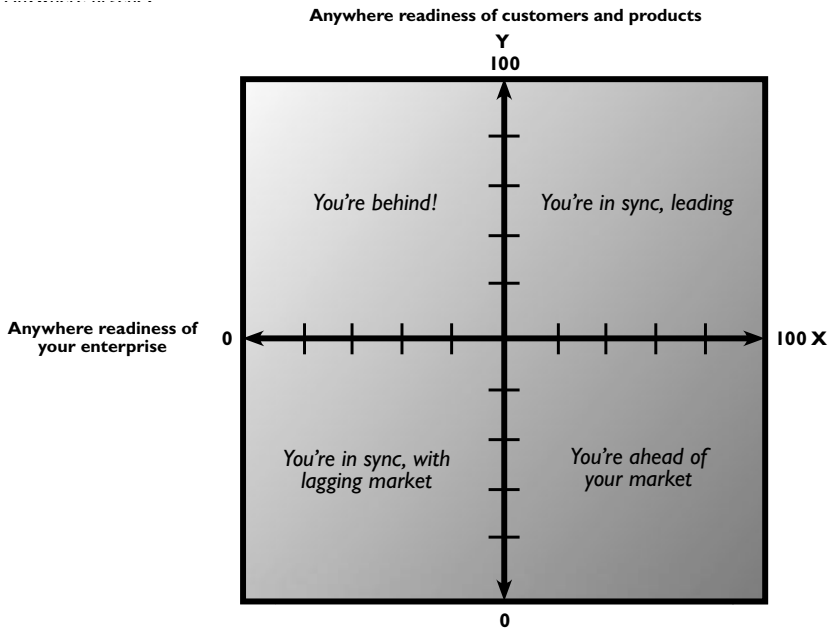 Anywhere readiness of customers and products
Y
100
You're behind!
You're in sync, leading
Anywhere readiness of
your enterprise
0
100 X
You're in sync, with
lagging market
You're ahead of
your market
0